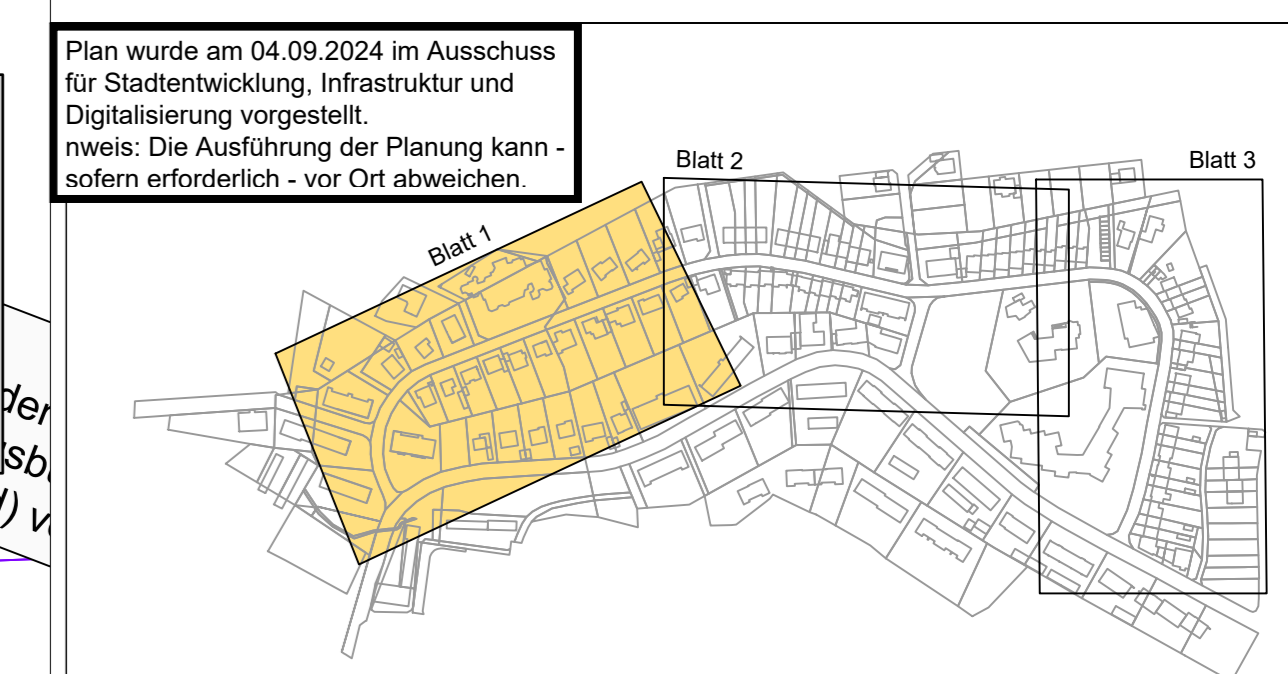 Plan wurde am 04.09.2024 im Ausschuss
für Stadtentwicklung, Infrastruktur und
Digitalisierung vorgestellt.
nweis: Die Ausführung der Planung kann -
sofern erforderlich - vor Ort abweichen.
Blatt 1
Blatt 2
Blatt 3
der